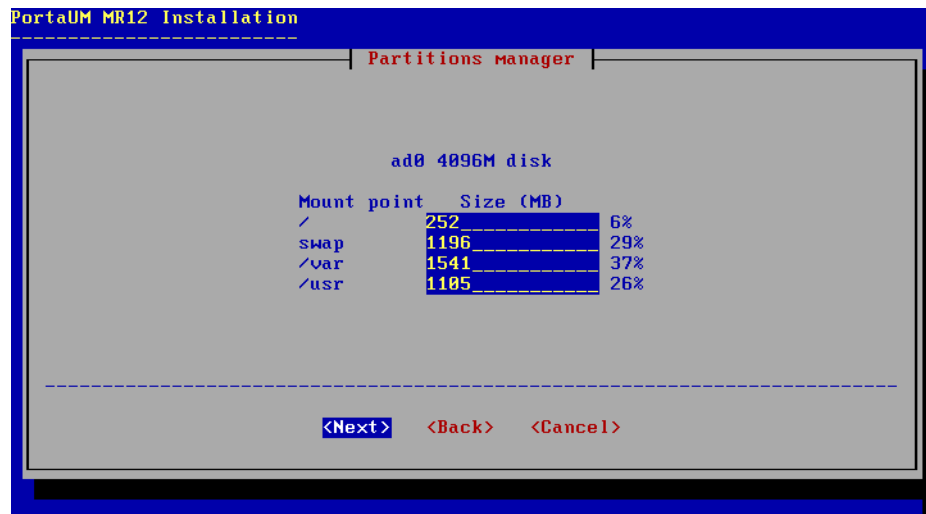 PortaUM MR12 Installation
Partitions manager
ad0 4096M disk
Mount point Size (MB)
/ 252 6%
swap 1196 29%
/var 1541 37%
/usr 1105 26%
<Next> <Back> <Cancel>